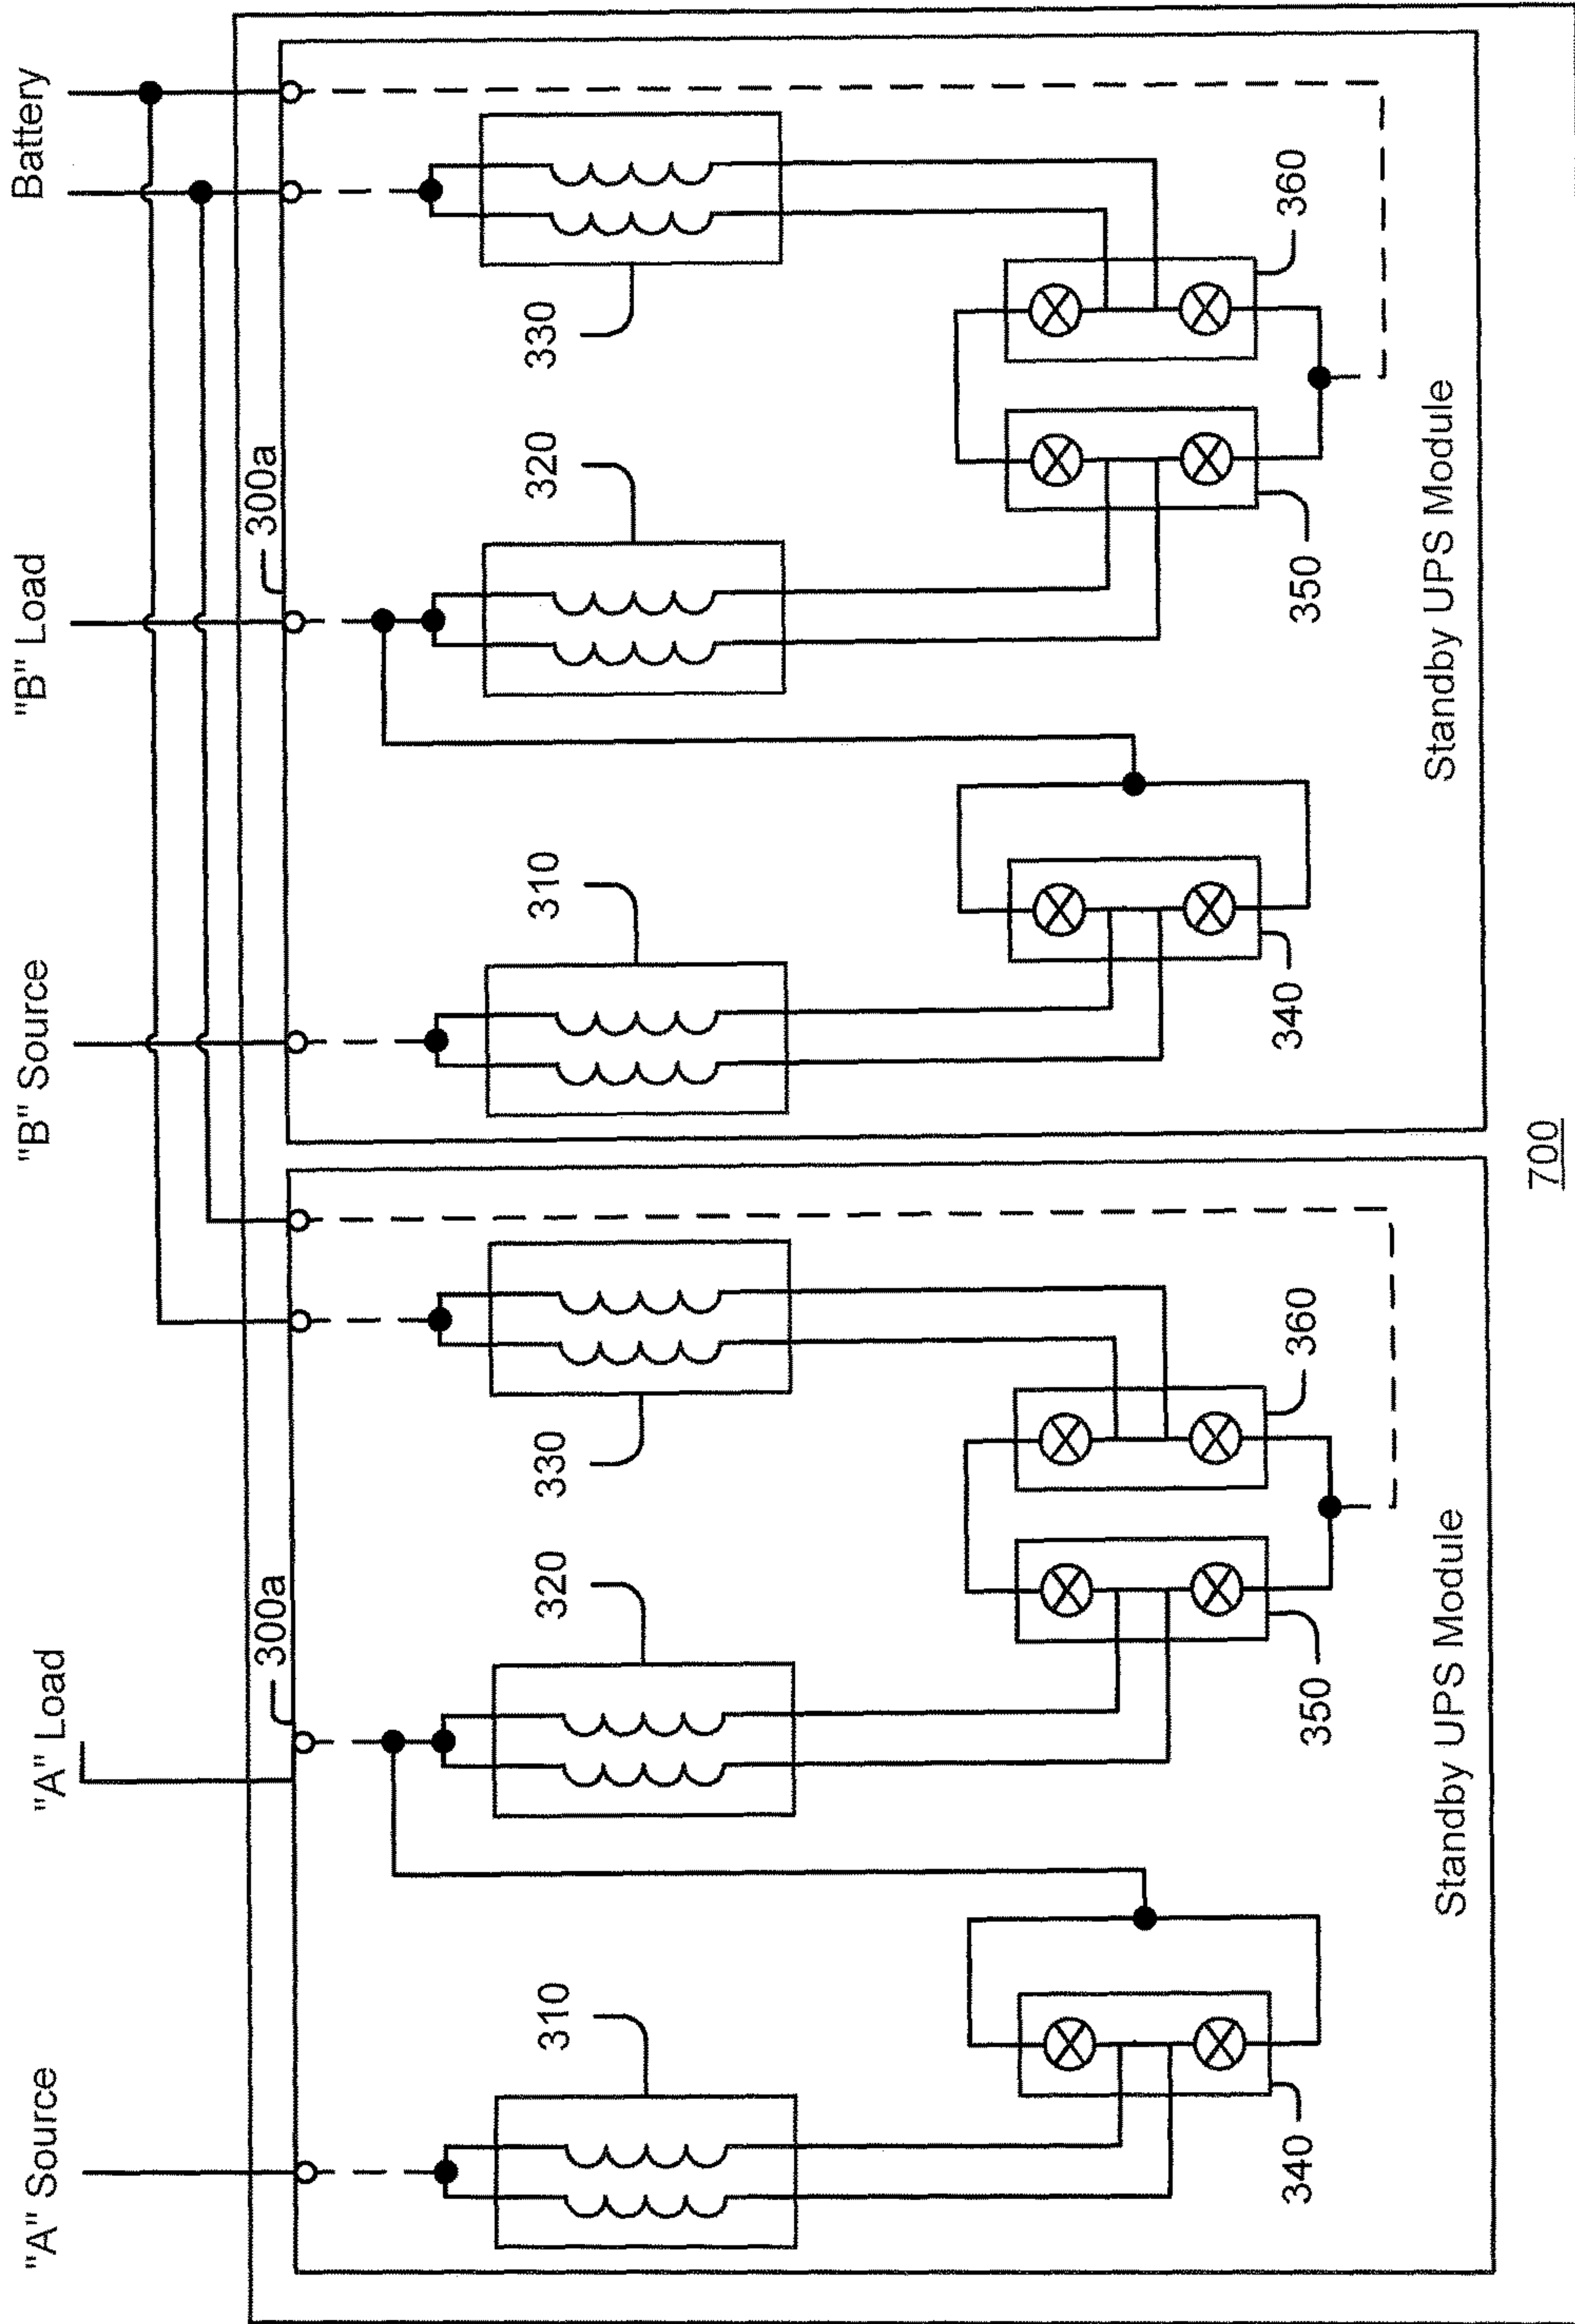 "A" Source
"A" Load
"B" Source
"B" Load
Battery
300a
300a
310
320
330
310
320
330
340
350
360
340
350
360
Standby UPS Module
Standby UPS Module
700